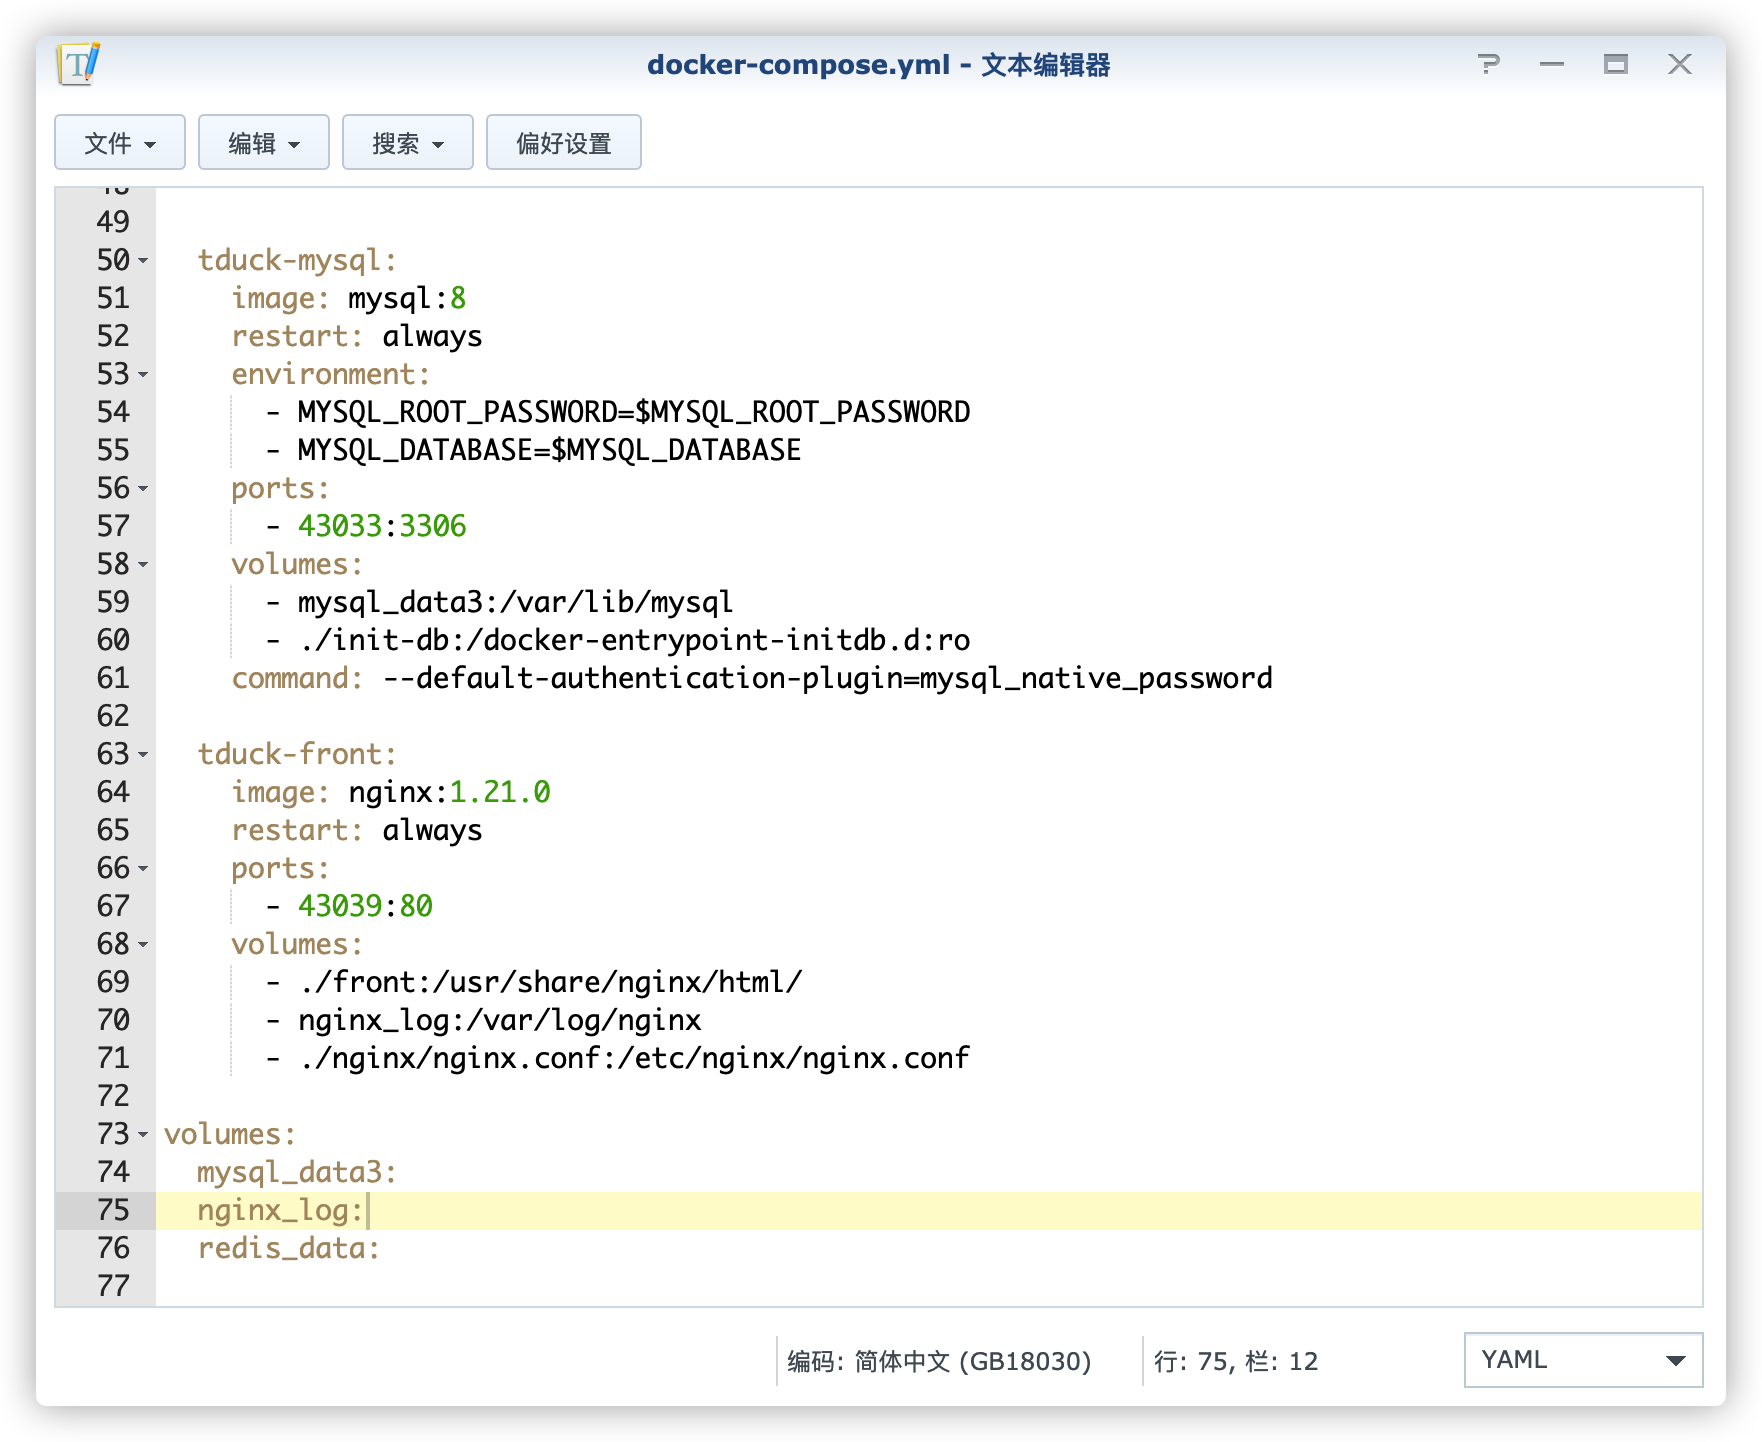 docker-compose.yml - 文本编辑器
文件 编辑 搜索 偏好设置
49
50 tduck-mysql:
51 image: mysql:8
52 restart: always
53 environment:
54 - MYSQL_ROOT_PASSWORD=$MYSQL_ROOT_PASSWORD
55 - MYSQL_DATABASE=$MYSQL_DATABASE
56 ports:
57 - 43033:3306
58 volumes:
59 - mysql_data3:/var/lib/mysql
60 - ./init-db:/docker-entrypoint-initdb.d:ro
61 command: --default-authentication-plugin=mysql_native_password
62
63 tduck-front:
64 image: nginx:1.21.0
65 restart: always
66 ports:
67 - 43039:80
68 volumes:
69 - ./front:/usr/share/nginx/html/
70 - nginx_log:/var/log/nginx
71 - ./nginx/nginx.conf:/etc/nginx/nginx.conf
72
73 volumes:
74 mysql_data3:
75 nginx_log:
76 redis_data:
77
编码: 简体中文 (GB18030) 行: 75, 栏: 12 YAML